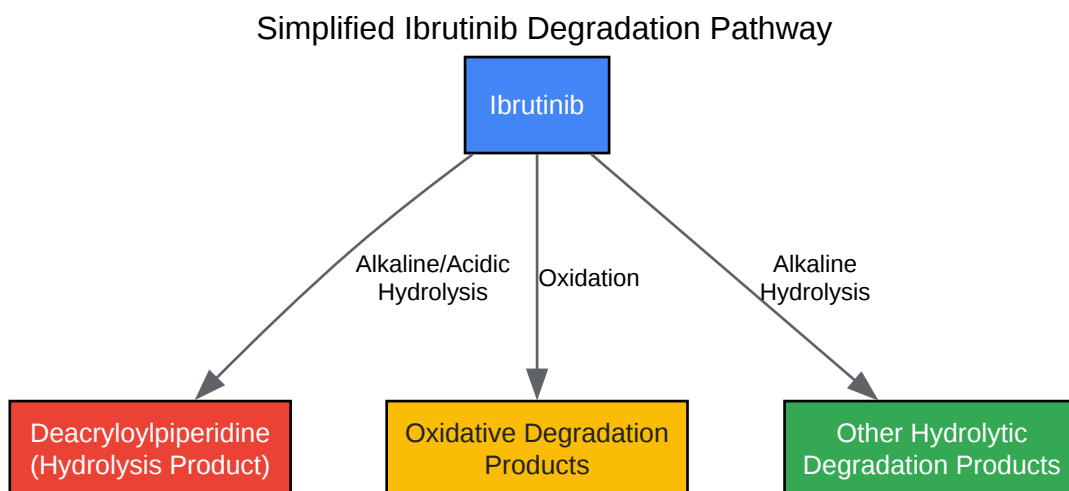 Simplified Ibrutinib Degradation Pathway
Ibrutinib
Alkaline/Acidic
Hydrolysis
Oxidation
Alkaline
Hydrolysis
Deacryloylpiperidine
(Hydrolysis Product)
Oxidative Degradation
Products
Other Hydrolytic
Degradation Products